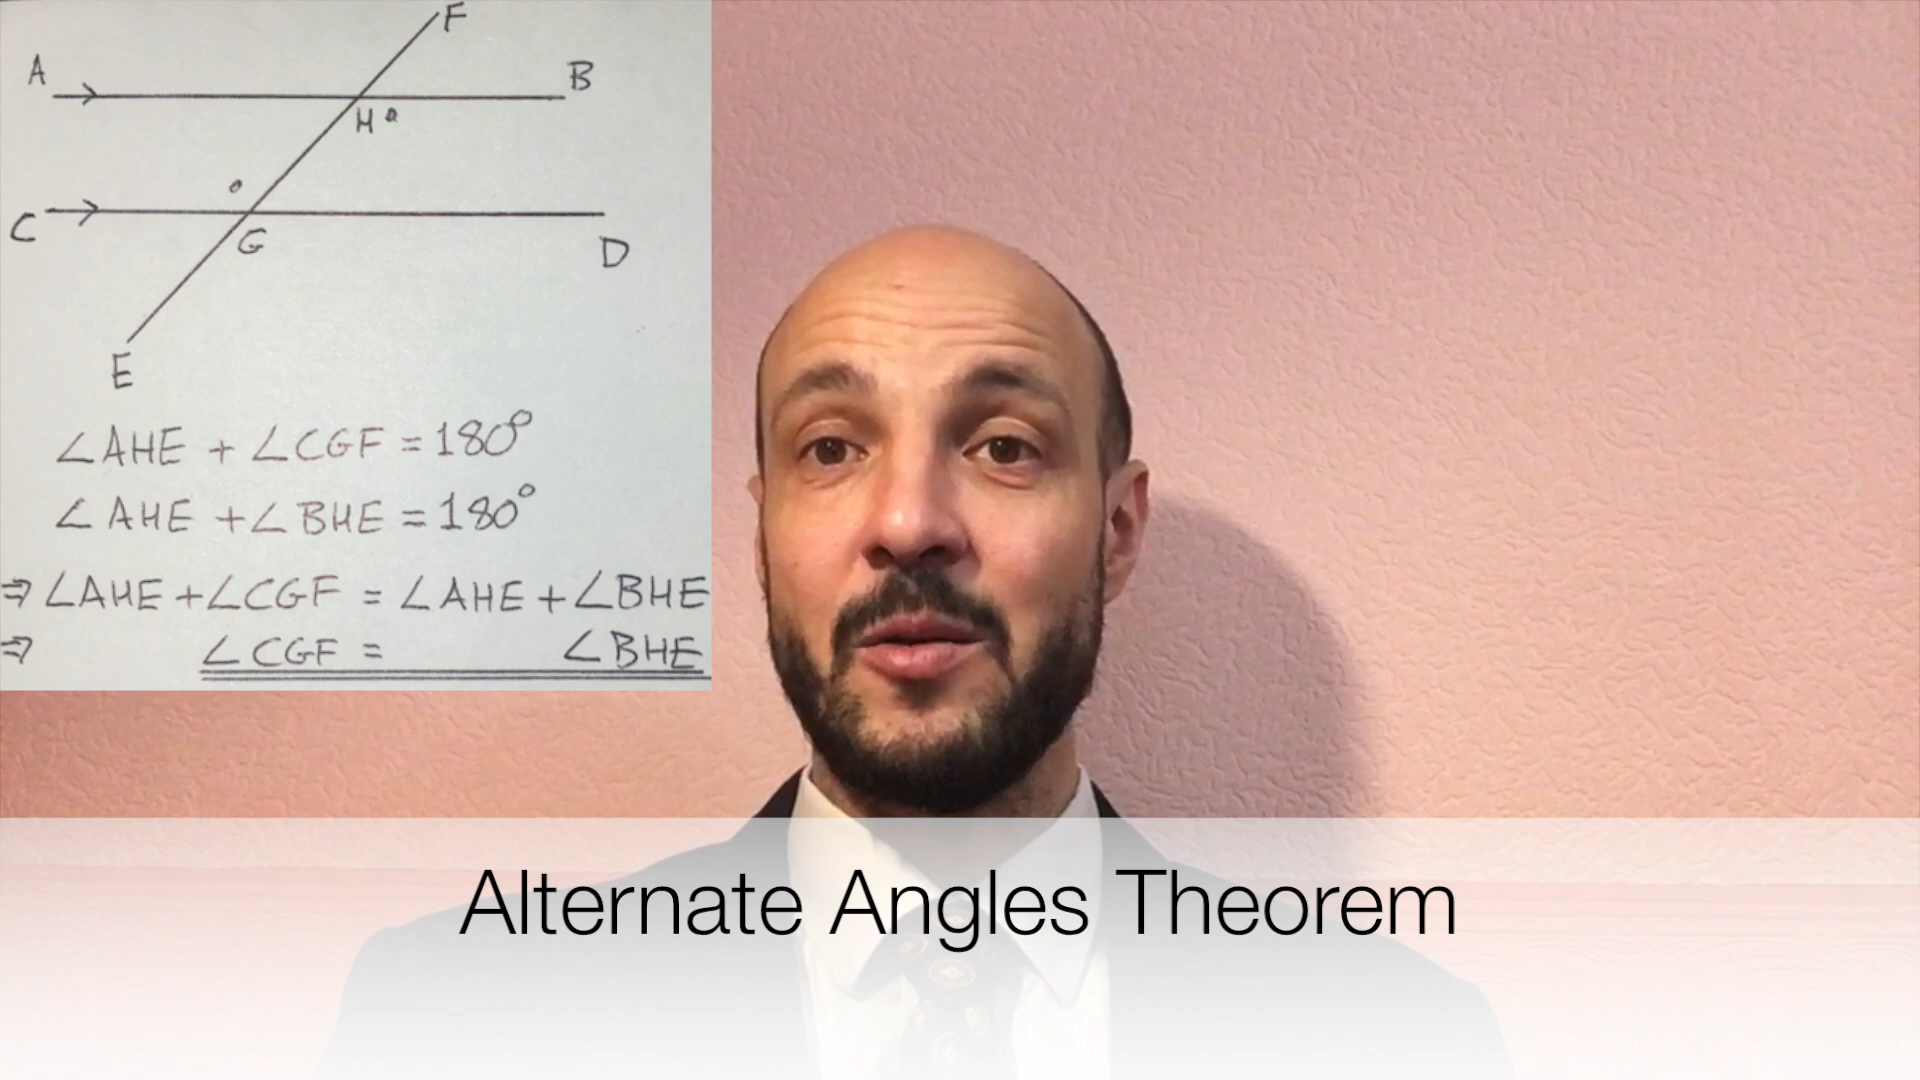 F
A B
H
C G D
E
∠AHE + ∠CGF = 180°
∠AHE + ∠BHE = 180°
⇒ ∠AHE + ∠CGF = ∠AHE + ∠BHE
⇒ ∠CGF = ∠BHE
Alternate Angles Theorem